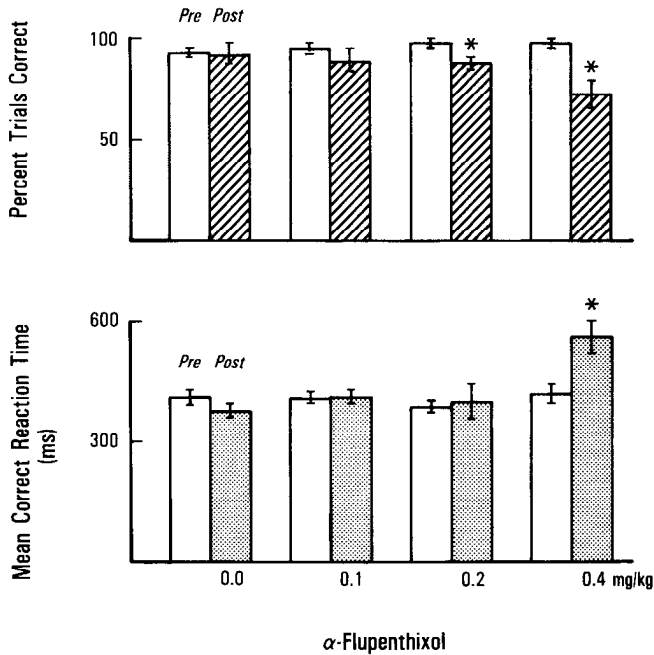 Pre Post
100
50
Percent Trials Correct
*
*
600
300
Mean Correct Reaction Time
(ms)
Pre Post
*
0.0 0.1 0.2 0.4 mg/kg
α-Flupenthixol